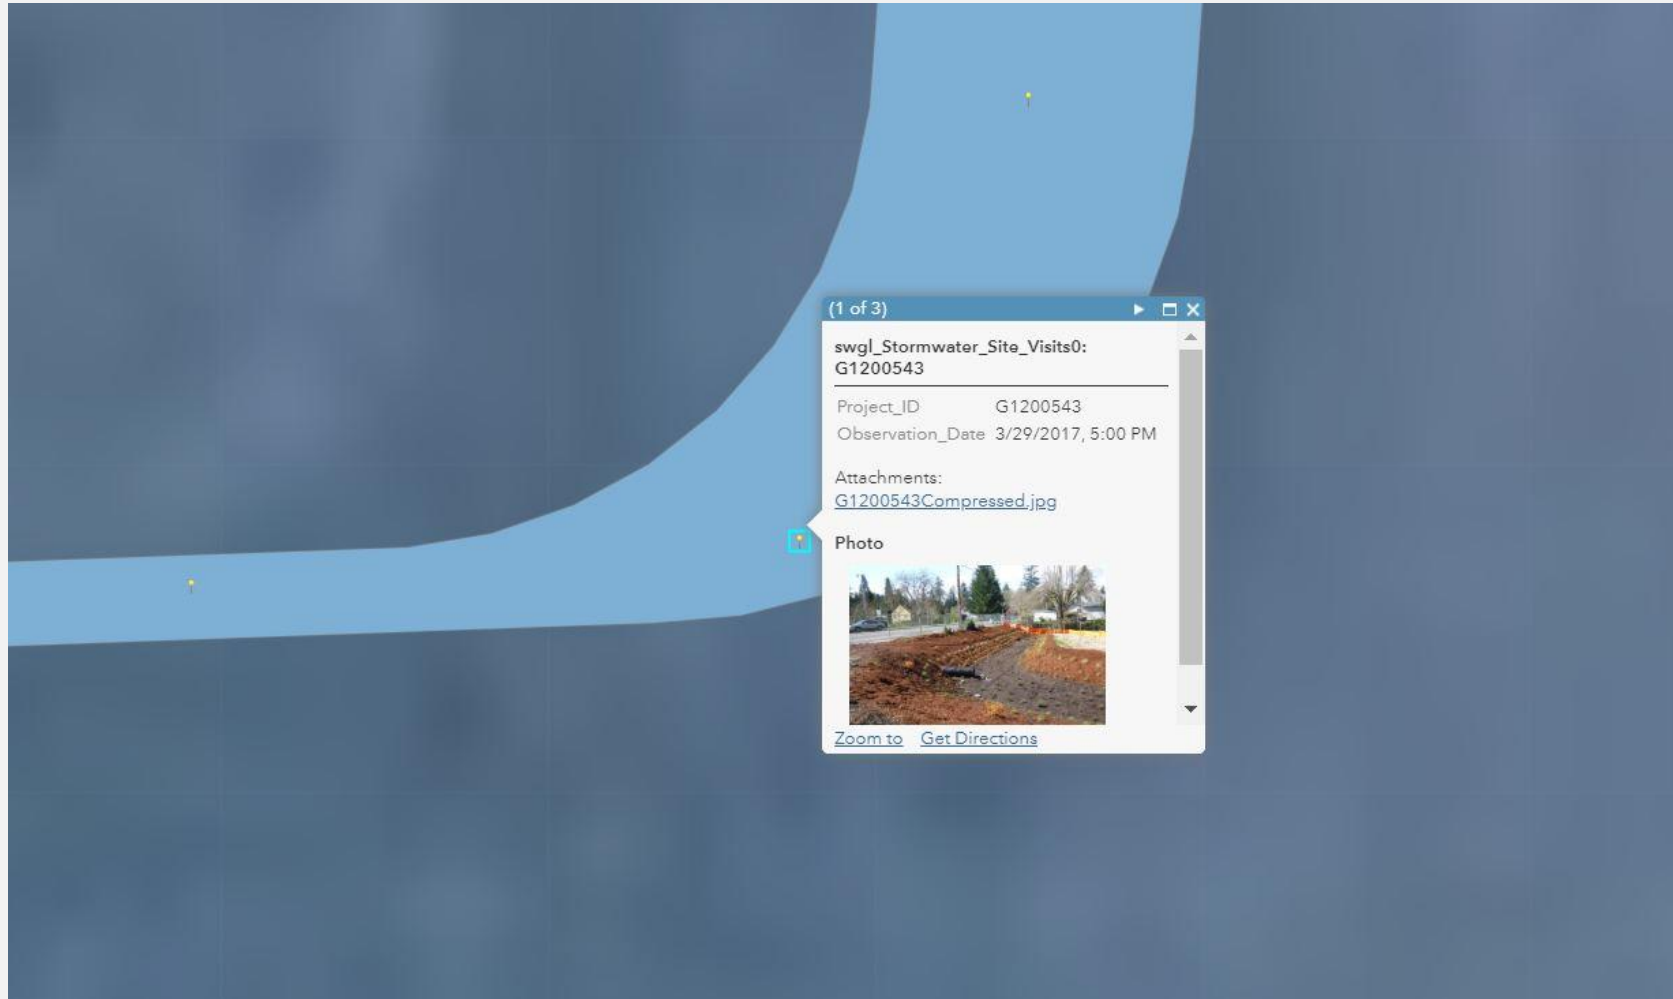 (1 of 3)
swgl_Stormwater_Site_Visits0:
G1200543
Project_ID G1200543
Observation_Date 3/29/2017, 5:00 PM
Attachments:
G1200543Compressed.jpg
Photo
Zoom to Get Directions